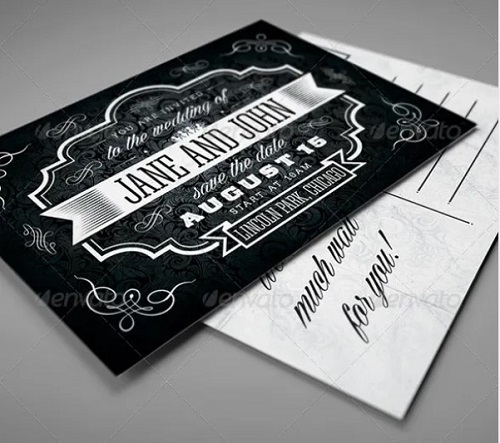 YOU ARE INVITED
to the wedding of
JANE AND JOHN
save the date
AUGUST 15
START AT 10AM
LINCOLN PARK, CHICAGO
much wait
for you!
envato
envato
envato
envato
envato